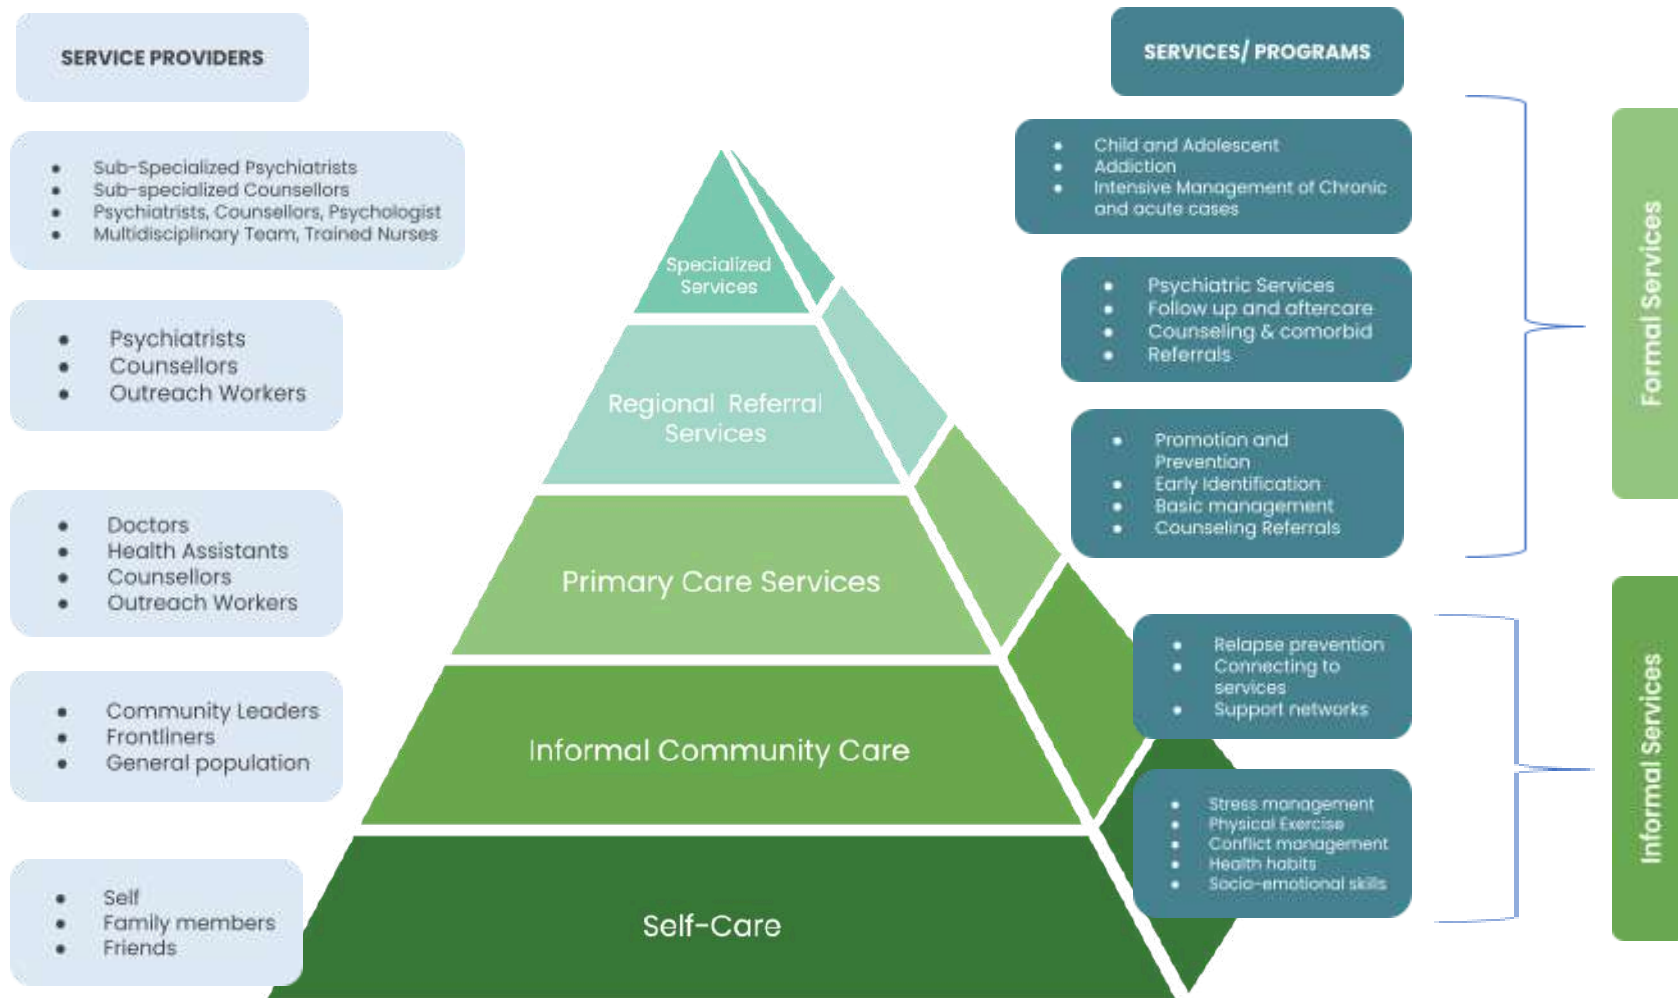 SERVICE PROVIDERS
SERVICES/ PROGRAMS
• Sub-Specialized Psychiatrists
• Sub-specialized Counsellors
• Psychiatrists, Counsellors, Psychologist
• Multidisciplinary Team, Trained Nurses
Specialized
Services
• Child and Adolescent
• Addiction
• Intensive Management of Chronic
and acute cases
• Psychiatrists
• Counsellors
• Outreach Workers
Regional Referral
Services
• Psychiatric Services
• Follow up and aftercare
• Counseling & comorbid
• Referrals
• Doctors
• Health Assistants
• Counsellors
• Outreach Workers
Primary Care Services
• Promotion and
Prevention
• Early Identification
• Basic management
• Counseling Referrals
Formal Services
• Community Leaders
• Frontliners
• General population
Informal Community Care
• Relapse prevention
• Connecting to
services
• Support networks
• Self
• Family members
• Friends
Self-Care
• Stress management
• Physical Exercise
• Conflict management
• Health habits
• Socio-emotional skills
Informal Services